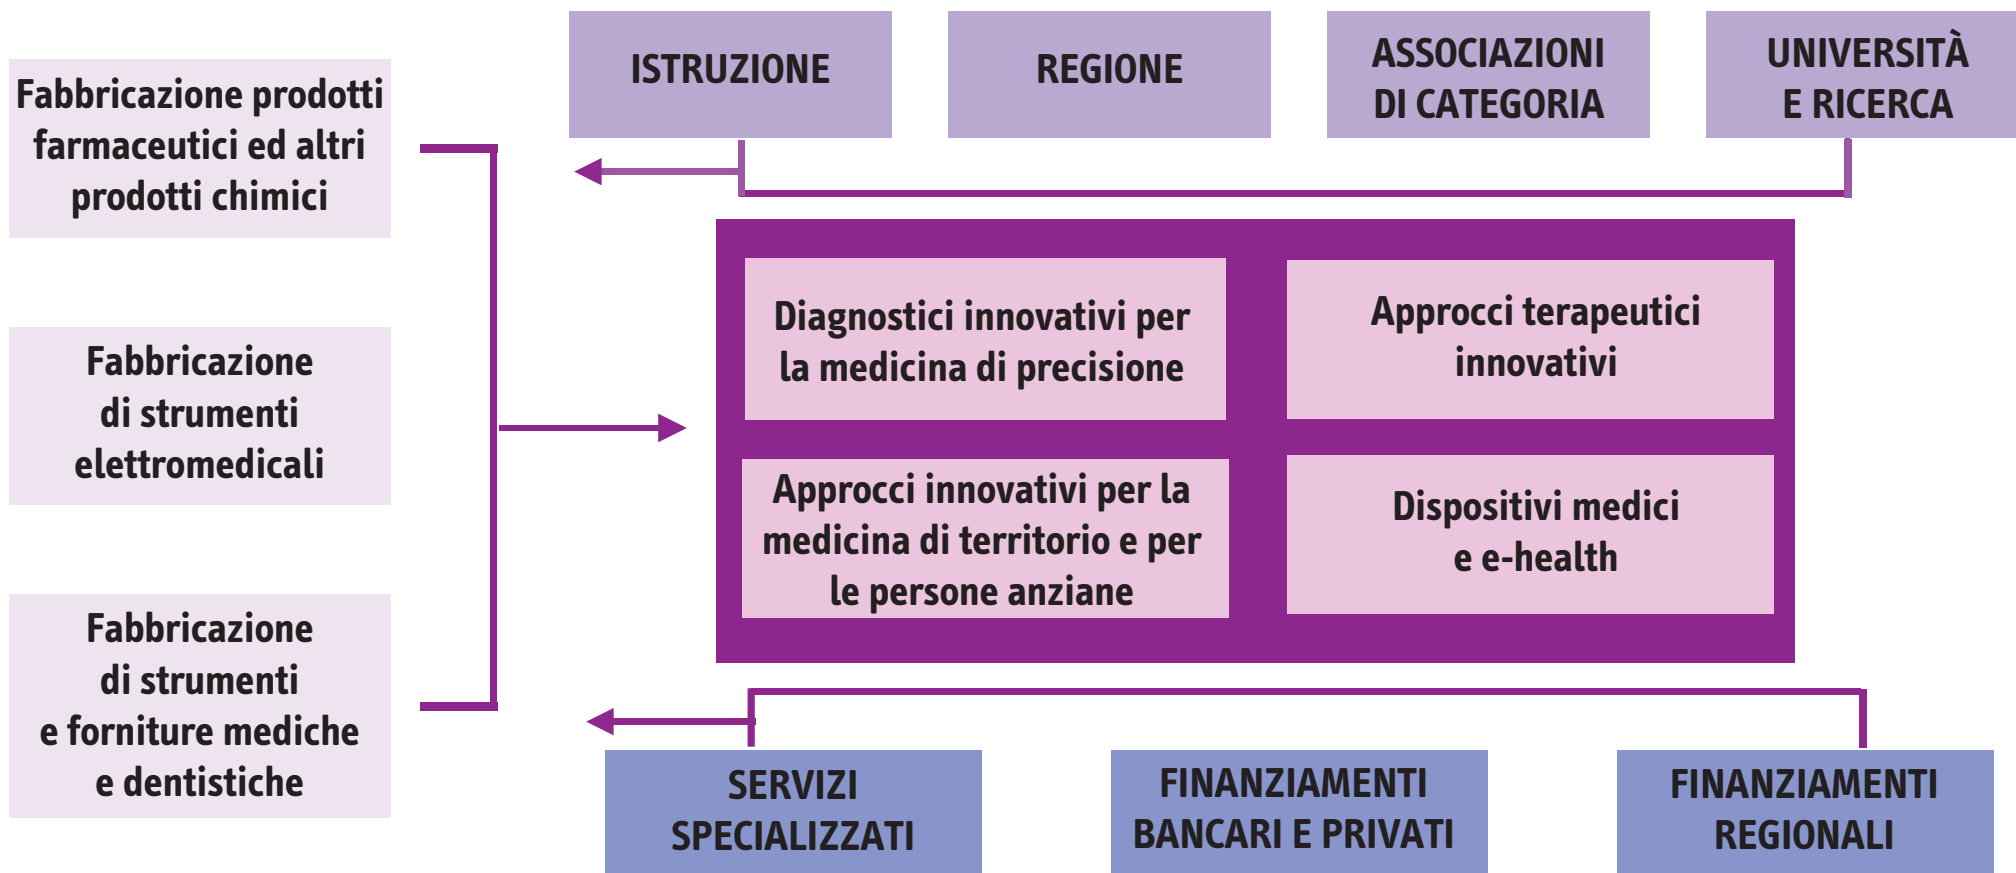 ISTRUZIONE
REGIONE
ASSOCIAZIONI
DI CATEGORIA
UNIVERSITÀ
E RICERCA
Fabbricazione prodotti
farmaceutici ed altri
prodotti chimici
Fabbricazione
di strumenti
elettromedicali
Fabbricazione
di strumenti
e forniture mediche
e dentistiche
Diagnostici innovativi per
la medicina di precisione
Approcci terapeutici
innovativi
Approcci innovativi per la
medicina di territorio e per
le persone anziane
Dispositivi medici
e e-health
SERVIZI
SPECIALIZZATI
FINANZIAMENTI
BANCARI E PRIVATI
FINANZIAMENTI
REGIONALI